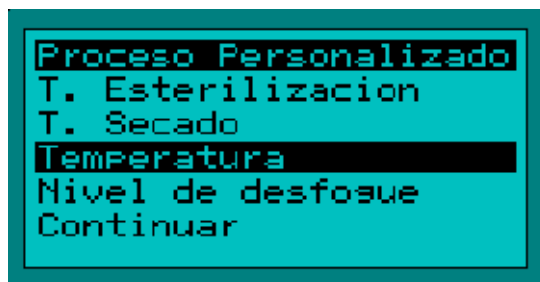 Proceso Personalizado
T. Esterilizacion
T. Secado
Temperatura
Nivel de desfogue
Continuar